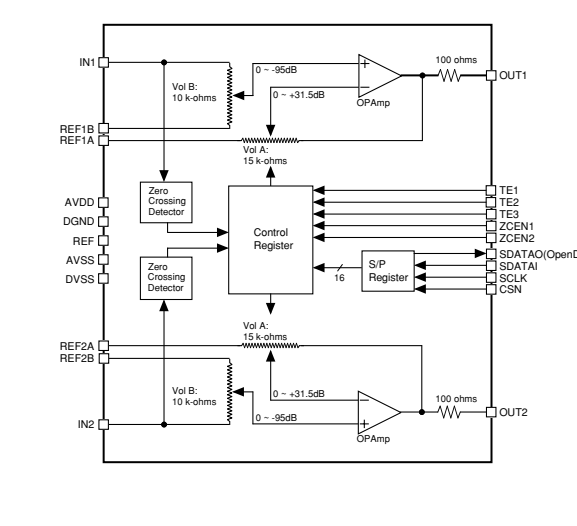 IN1
Vol B:
10 k-ohms
0 ~ -95dB
0 ~ +31.5dB
OPAmp
100 ohms
OUT1
REF1B
REF1A
Vol A:
15 k-ohms
AVDD
DGND
REF
AVSS
DVSS
Zero
Crossing
Detector
Zero
Crossing
Detector
Control
Register
16
S/P
Register
TE1
TE2
TE3
ZCEN1
ZCEN2
SDATAO(OpenD
SDATAI
SCLK
CSN
Vol A:
15 k-ohms
REF2A
REF2B
Vol B:
10 k-ohms
0 ~ +31.5dB
0 ~ -95dB
OPAmp
100 ohms
OUT2
IN2